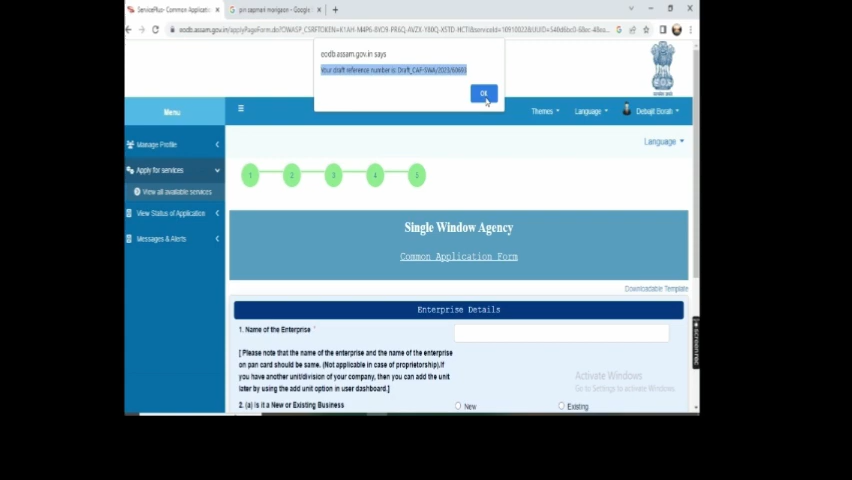 ServicePlus- Common Applicatio
pin capmari morigaon - Google
eodb.assam.gov.in says
Your draft reference number is: Draft_CAF-SWA/2023/60693
OK
Menu
Themes
Language
Debajit Borah
Manage Profile
Language
Apply for services
1 2 3 4 5
View all available services
View Status of Application
Single Window Agency
Messages & Alerts
Common Application Form
Downloadable Template
Enterprise Details
1. Name of the Enterprise *
[ Please note that the name of the enterprise and the name of the enterprise
on pan card should be same. (Not applicable in case of proprietorship).If
you have another unit/division of your company, then you can add the unit
later by using the add unit option in user dashboard.]
Activate Windows
Go to Settings to activate Windows.
2. (a) Is it a New or Existing Business
New
Existing
screenrec